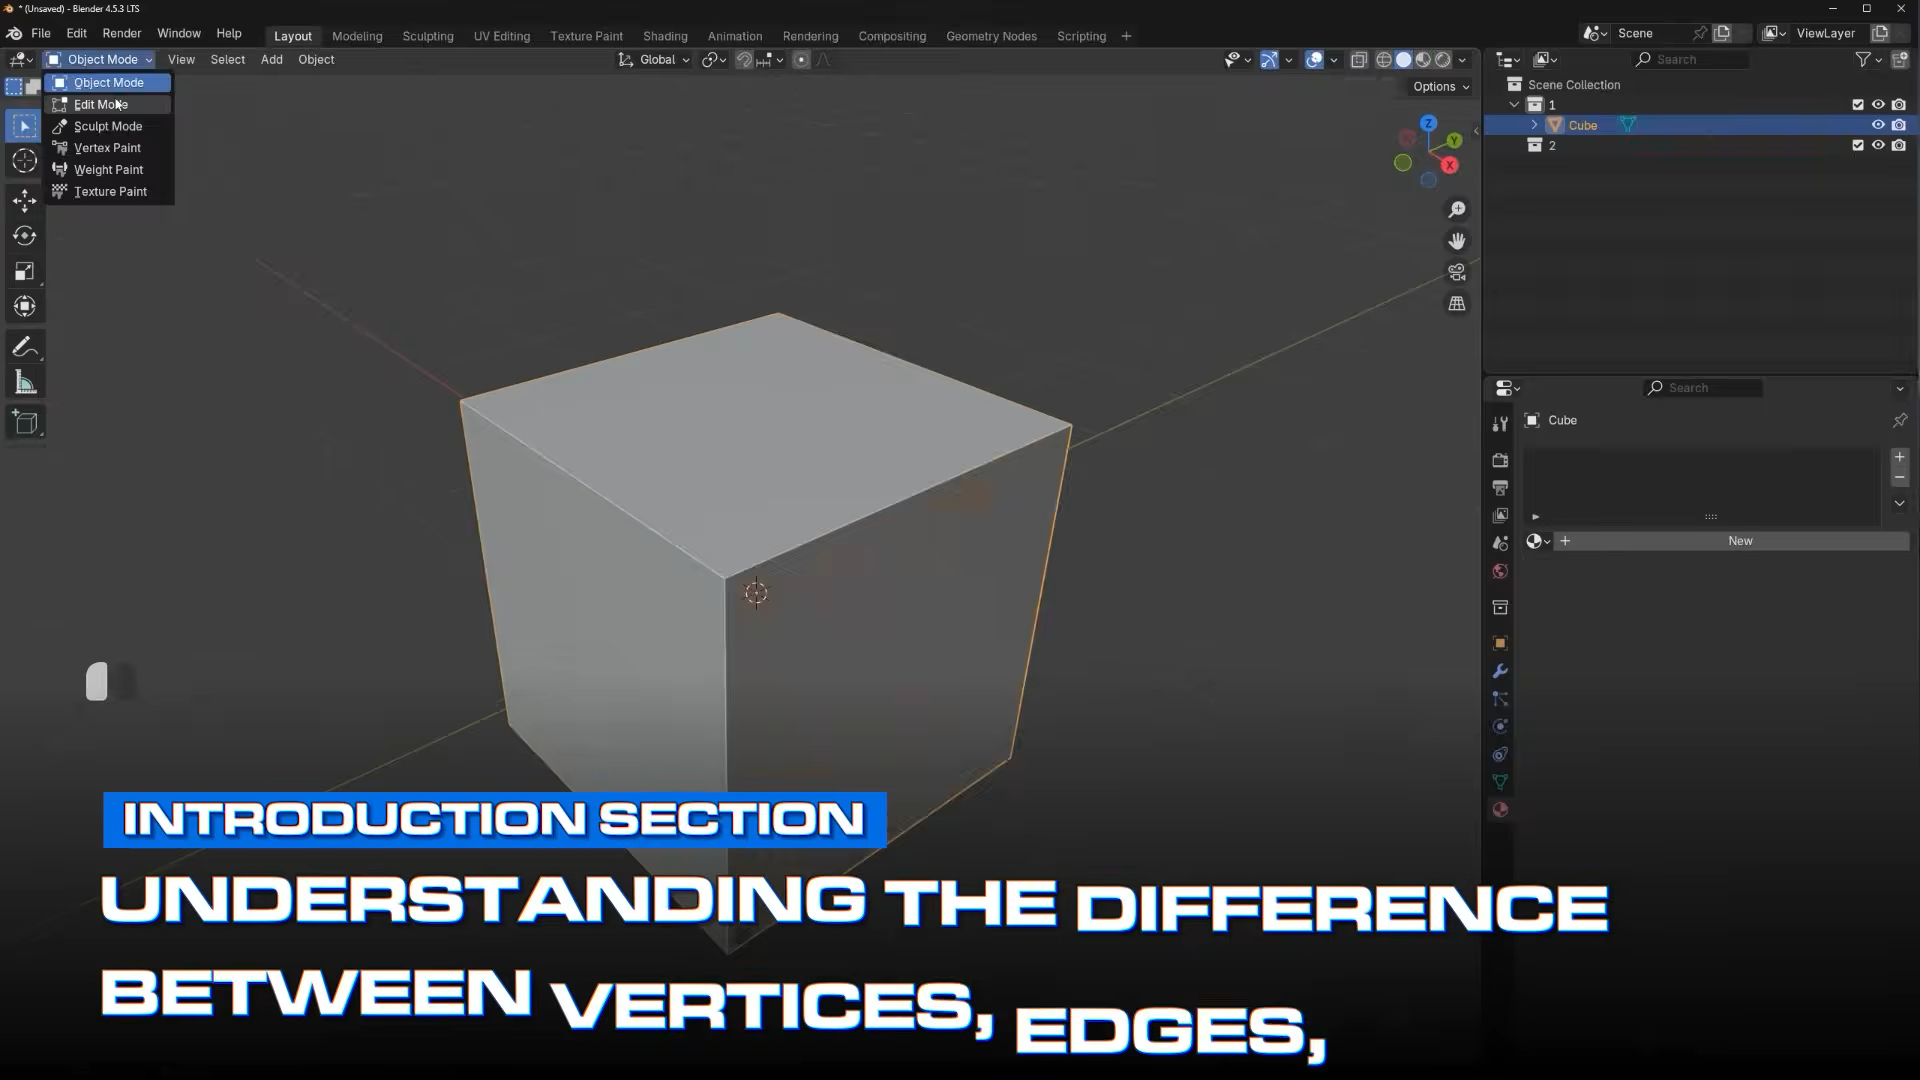 * (Unsaved) - Blender 4.5.3 LTS
File Edit Render Window Help
Layout Modeling Sculpting UV Editing Texture Paint Shading Animation Rendering Compositing Geometry Nodes Scripting +
Scene
ViewLayer
Object Mode View Select Add Object
Global
Search
Object Mode
Edit Mode
Sculpt Mode
Vertex Paint
Weight Paint
Texture Paint
Options
Z
Y
X
Scene Collection
1
Cube
2
Search
Cube
New
INTRODUCTION SECTION
UNDERSTANDING THE DIFFERENCE
BETWEEN VERTICES, EDGES,